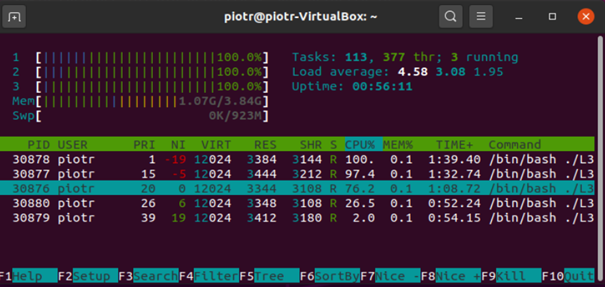 piotr@piotr-VirtualBox: ~
1 [||||||||||||||||||||||||||100.0%] Tasks: 113, 377 thr; 3 running
2 [||||||||||||||||||||||||||100.0%] Load average: 4.58 3.08 1.95
3 [||||||||||||||||||||||||||100.0%] Uptime: 00:56:11
Mem[||||||||||||||||||||1.07G/3.84G]
Swp[ 0K/923M]
PID USER PRI NI VIRT RES SHR S CPU% MEM% TIME+ Command
30878 piotr 1 -19 12024 3384 3144 R 100. 0.1 1:39.40 /bin/bash ./L3
30877 piotr 15 -5 12024 3444 3212 R 97.4 0.1 1:32.74 /bin/bash ./L3
30876 piotr 20 0 12024 3344 3108 R 76.2 0.1 1:08.72 /bin/bash ./L3
30880 piotr 26 6 12024 3348 3108 R 26.5 0.1 0:52.24 /bin/bash ./L3
30879 piotr 39 19 12024 3412 3180 R 2.0 0.1 0:54.15 /bin/bash ./L3
F1Help F2Setup F3SearchF4FilterF5Tree F6SortByF7Nice -F8Nice +F9Kill F10Quit